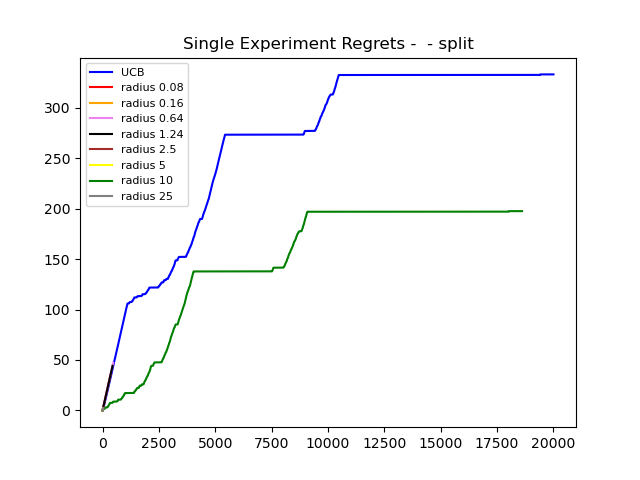 Single Experiment Regrets -  - split
UCB
radius 0.08
radius 0.16
radius 0.64
radius 1.24
radius 2.5
radius 5
radius 10
radius 25
300
250
200
150
100
50
0
0 2500 5000 7500 10000 12500 15000 17500 20000